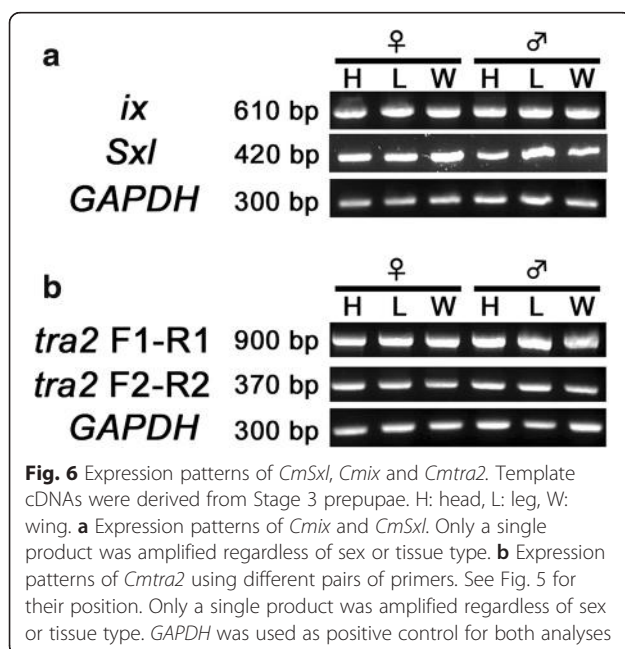 a
♀ ♂
H L W H L W
ix 610 bp
Sxl 420 bp
GAPDH 300 bp
b
♀ ♂
H L W H L W
tra2 F1-R1 900 bp
tra2 F2-R2 370 bp
GAPDH 300 bp
Fig. 6 Expression patterns of CmSxl, Cmix and Cmtra2. Template
cDNAs were derived from Stage 3 prepupae. H: head, L: leg, W:
wing. a Expression patterns of Cmix and CmSxl. Only a single
product was amplified regardless of sex or tissue type. b Expression
patterns of Cmtra2 using different pairs of primers. See Fig. 5 for
their position. Only a single product was amplified regardless of sex
or tissue type. GAPDH was used as positive control for both analyses